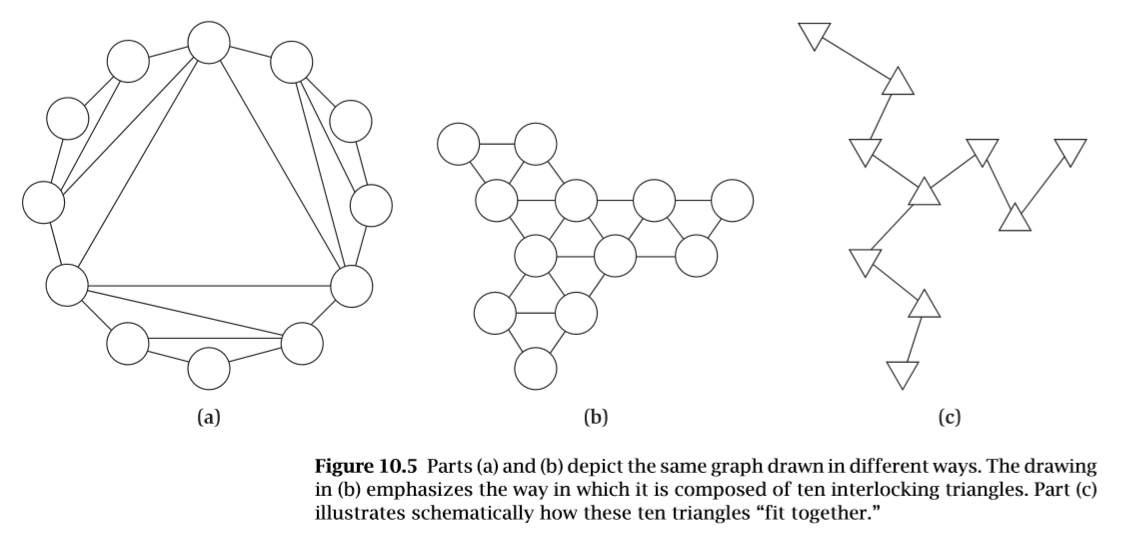 (a)
(b)
(c)
Figure 10.5 Parts (a) and (b) depict the same graph drawn in different ways. The drawing
in (b) emphasizes the way in which it is composed of ten interlocking triangles. Part (c)
illustrates schematically how these ten triangles “fit together.”